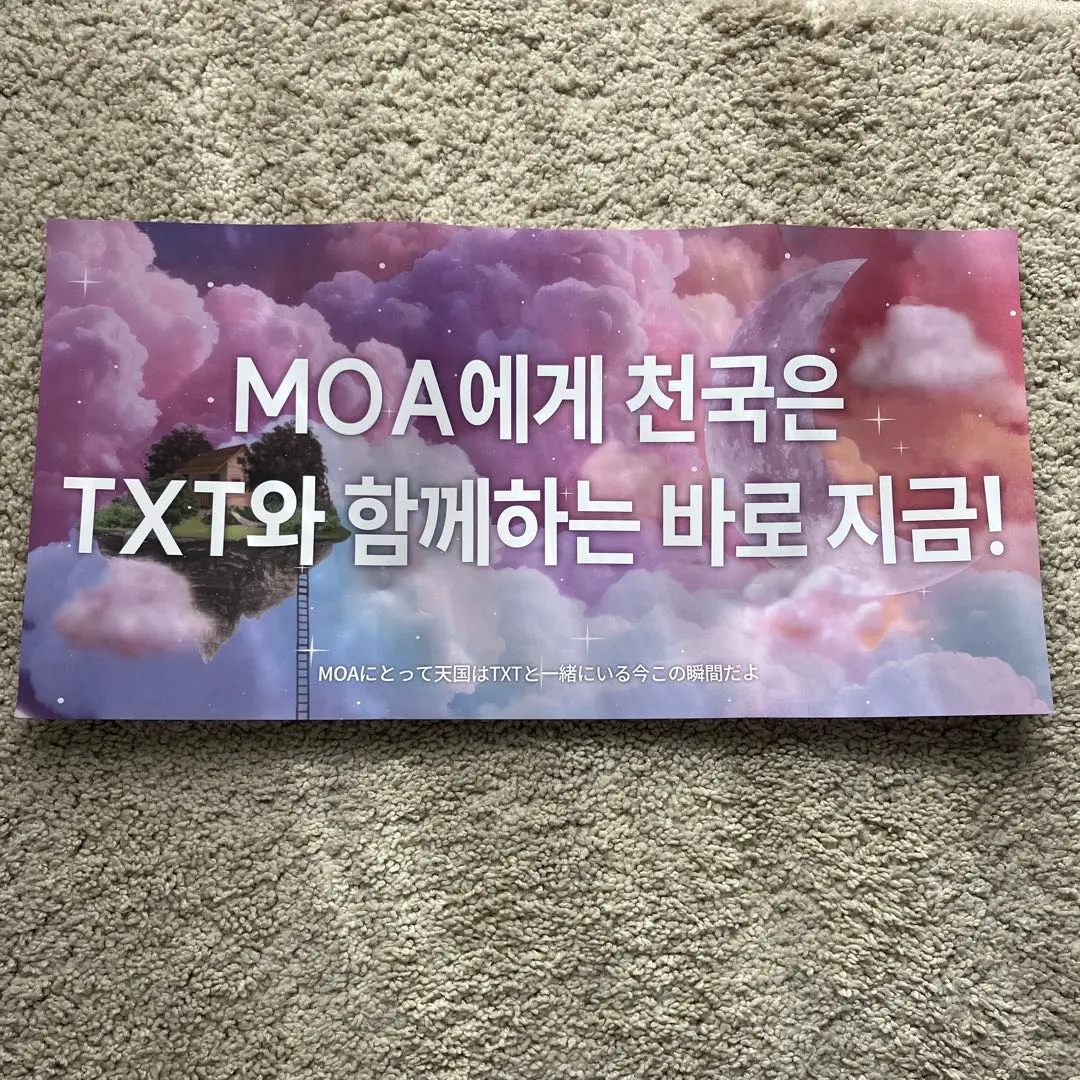 MOA에게 천국은
TXT와 함께하는 바로 지금!
MOAにとって天国はTXTと一緒にいる今この瞬間だよ